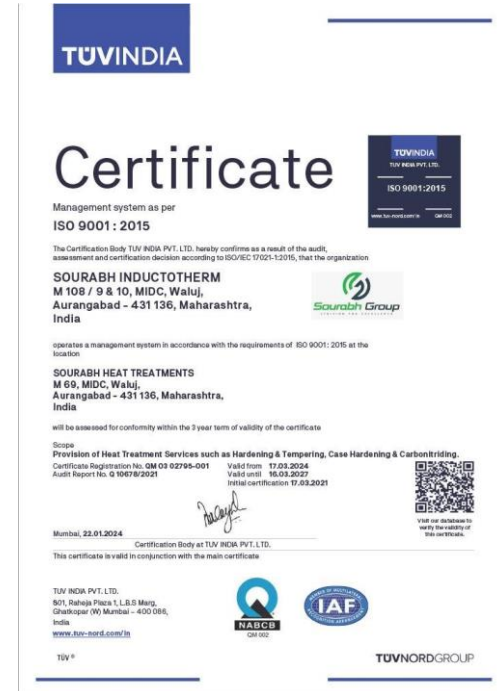 TÜVINDIA
Certificate
TÜVINDIA
TUV INDIA PVT. LTD.
ISO 9001:2015
www.tuv-nord.com/in QM 002
Management system as per
ISO 9001 : 2015
The Certification Body TUV INDIA PVT. LTD. hereby confirms as a result of the audit,
assessment and certification decision according to ISO/IEC 17021-1:2015, that the organization
SOURABH INDUCTOTHERM
M 108 / 9 & 10, MIDC, Waluj,
Aurangabad - 431 136, Maharashtra,
India
Sourabh Group
operates a management system in accordance with the requirements of ISO 9001 : 2015 at the
location
SOURABH HEAT TREATMENTS
M 69, MIDC, Waluj,
Aurangabad - 431 136, Maharashtra,
India
will be assessed for conformity within the 3 year term of validity of the certificate
Scope
Provision of Heat Treatment Services such as Hardening & Tempering, Case Hardening & Carbonitriding.
Certificate Registration No. QM 03 02795-001 Valid from 17.03.2024
Audit Report No. Q 10678/2021 Valid until 16.03.2027
Initial certification 17.03.2021
Visit our database to
verify the validity of
this certificate.
Mumbai, 22.01.2024
Certification Body at TUV INDIA PVT. LTD.
This certificate is valid in conjunction with the main certificate
TUV INDIA PVT. LTD.
801, Raheja Plaza 1, L.B.S Marg,
Ghatkopar (W) Mumbai - 400 086,
India
www.tuv-nord.com/in
NABCB
QM 002
IAF
TÜV ®
TÜVNORDGROUP